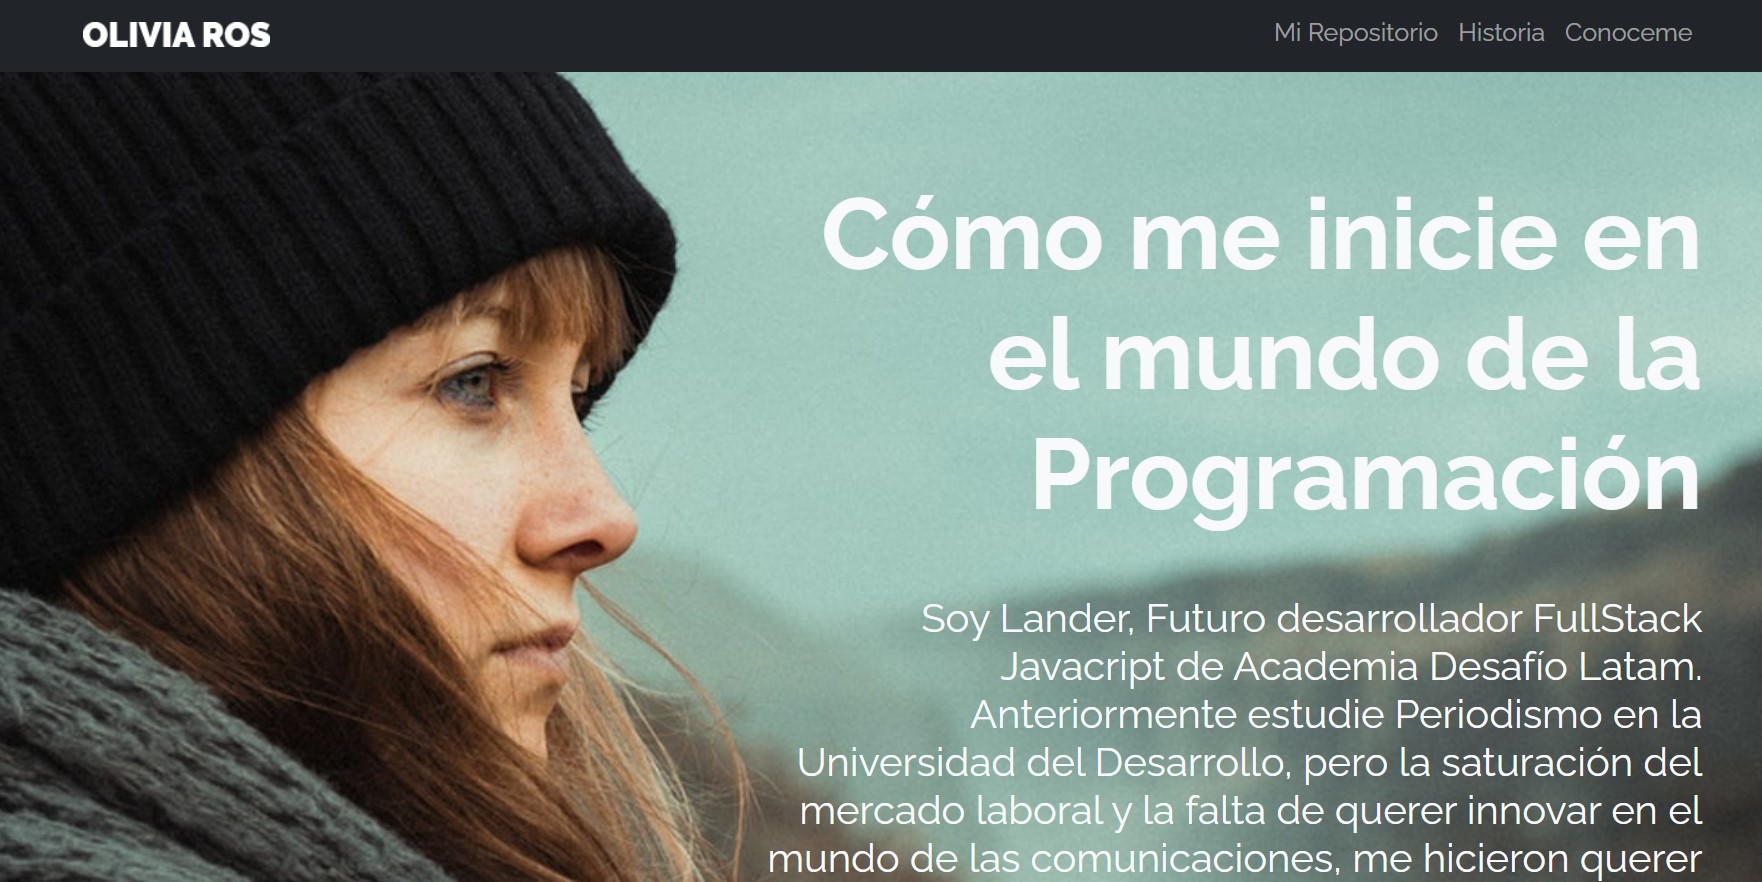 OLIVIA ROS
Mi Repositorio Historia Conoceme
Cómo me inicie en
el mundo de la
Programación
Soy Lander, Futuro desarrollador FullStack
Javacript de Academia Desafío Latam.
Anteriormente estudie Periodismo en la
Universidad del Desarrollo, pero la saturación del
mercado laboral y la falta de querer innovar en el
mundo de las comunicaciones, me hicieron querer